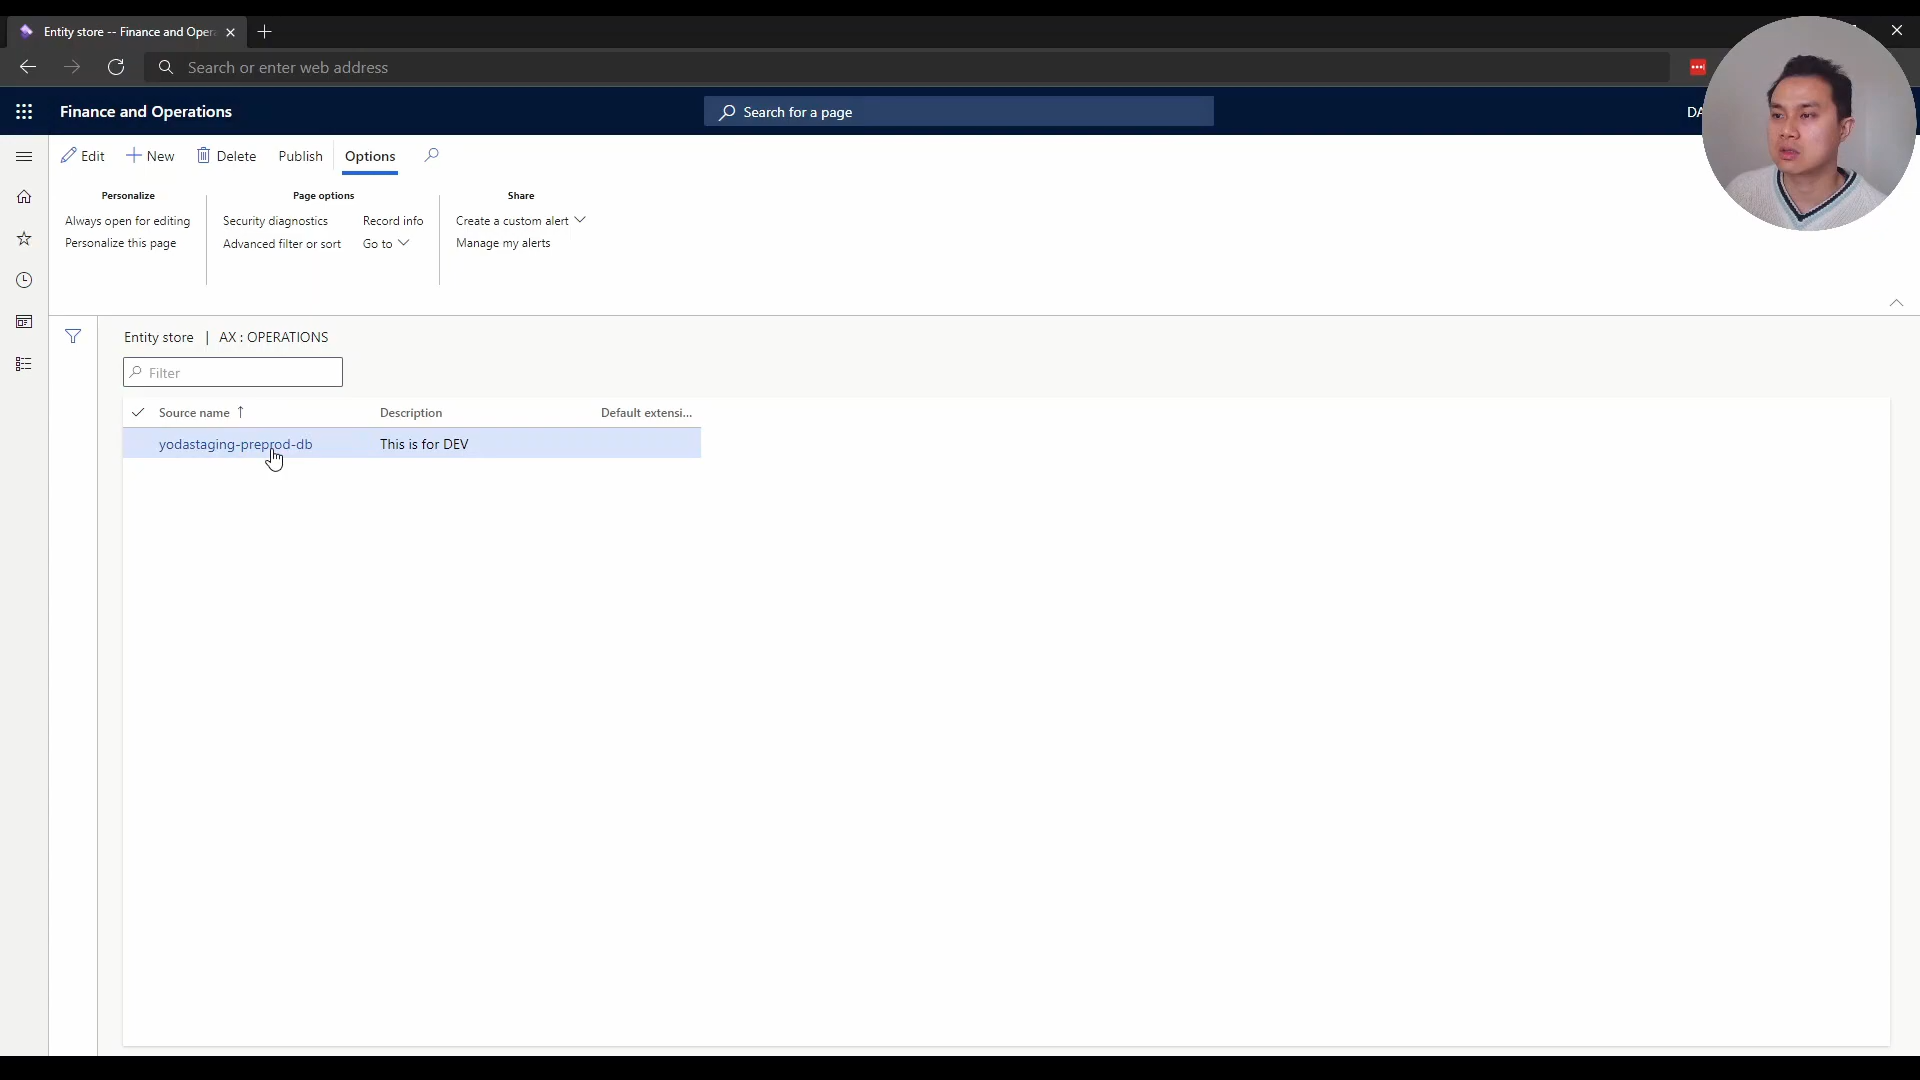 Entity store -- Finance and Oper
Search or enter web address
Finance and Operations
Search for a page
DA
Edit
New
Delete
Publish
Options
Personalize
Always open for editing
Personalize this page
Page options
Security diagnostics
Record info
Advanced filter or sort
Go to
Share
Create a custom alert
Manage my alerts
Entity store | AX : OPERATIONS
Filter
Source name ↑ Description Default extensi...
yodastaging-preprod-db This is for DEV